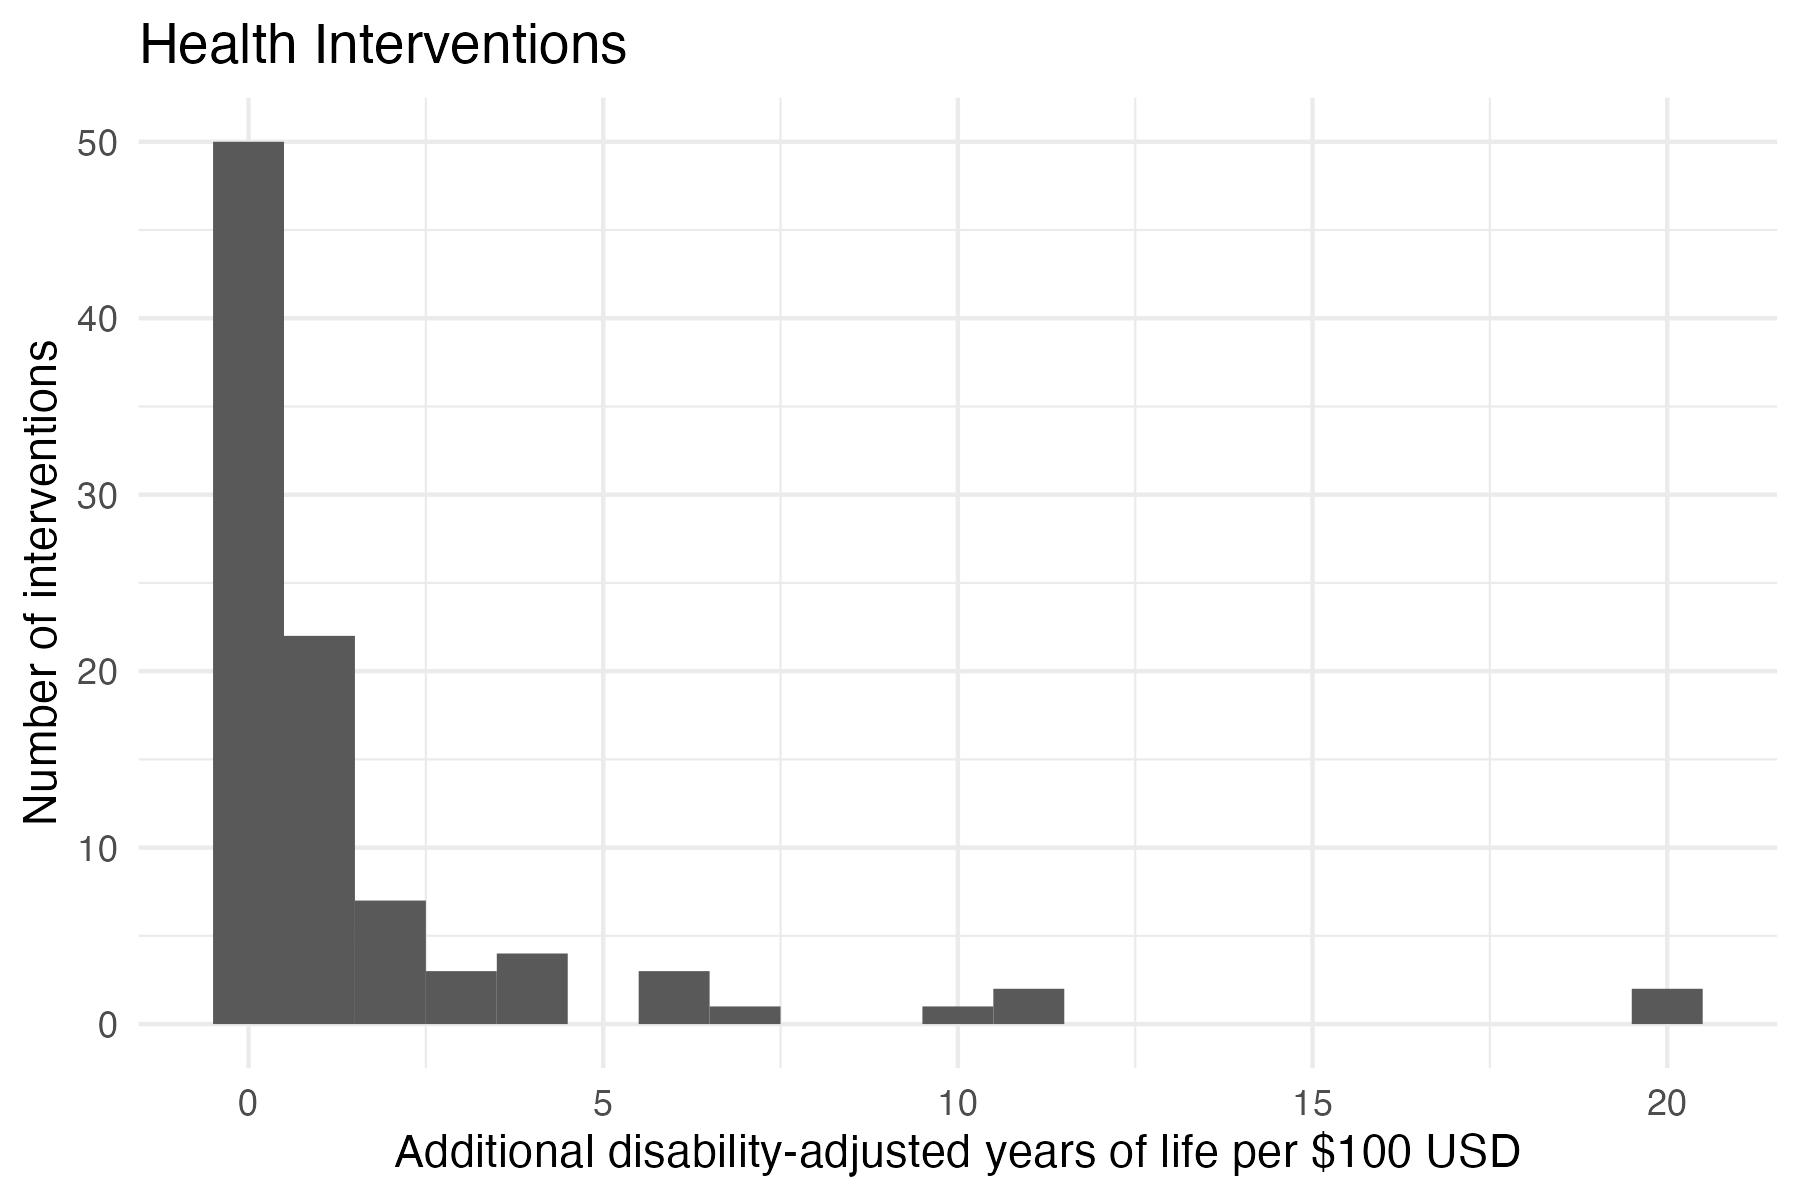 Health Interventions
50
40
30
20
10
0
Number of interventions
0 5 10 15 20
Additional disability-adjusted years of life per $100 USD